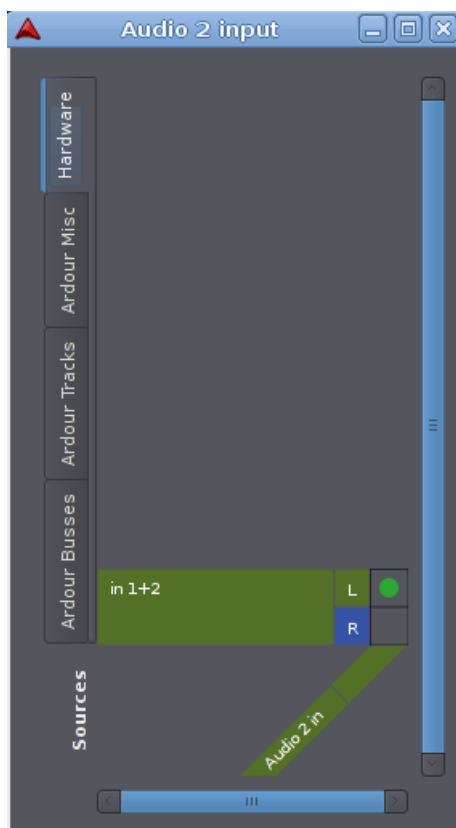 Audio 2 input
Hardware
Ardour Misc
Ardour Tracks
Ardour Busses
Sources
in 1+2
L
R
Audio 2 in